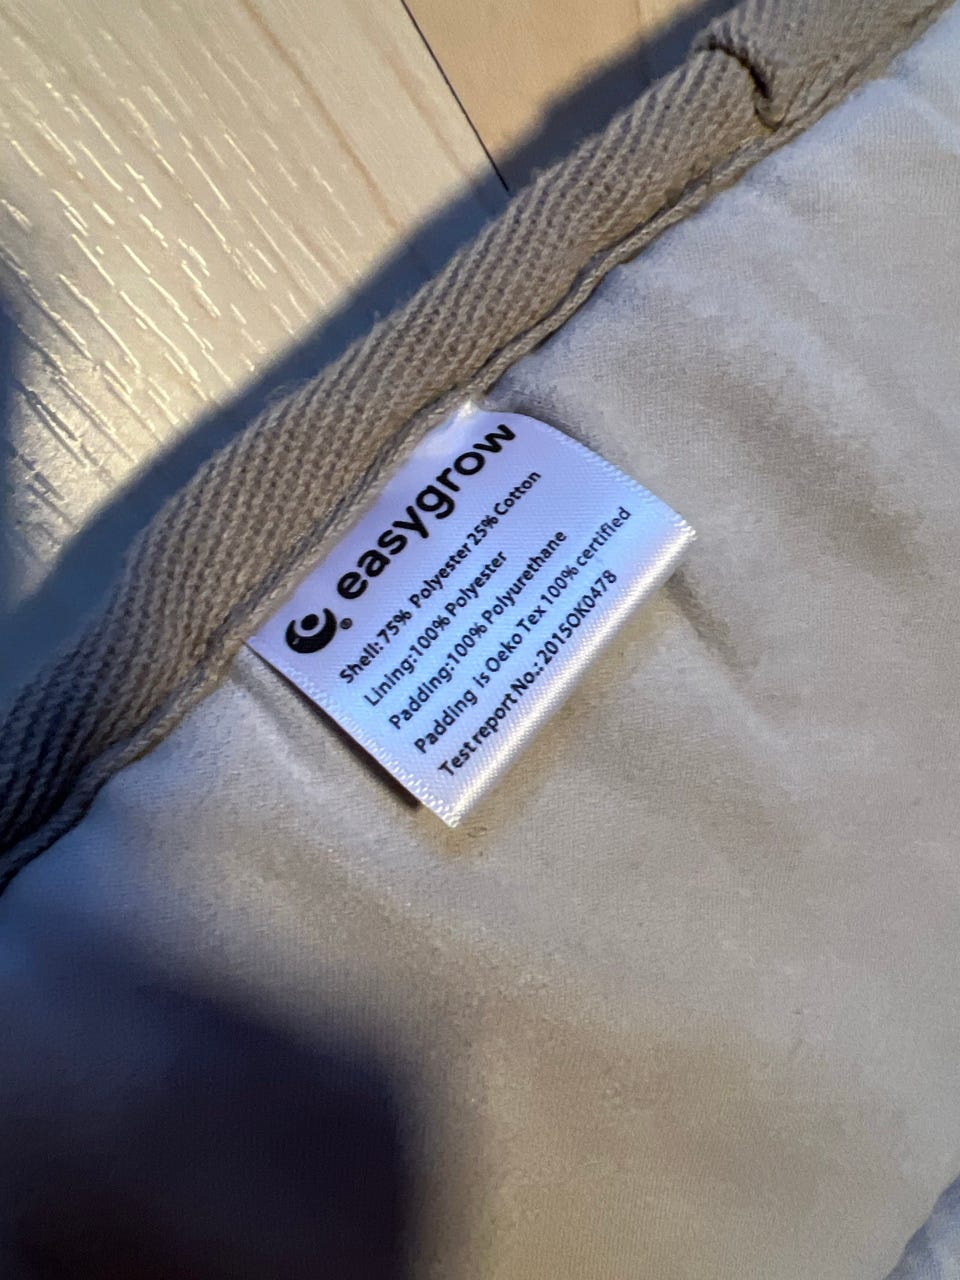 easygrow®
Shell: 75% Polyester 25% Cotton
Lining:100% Polyester
Padding:100% Polyurethane
Padding is Oeko Tex 100% certified
Test report No.: 2015OK0478